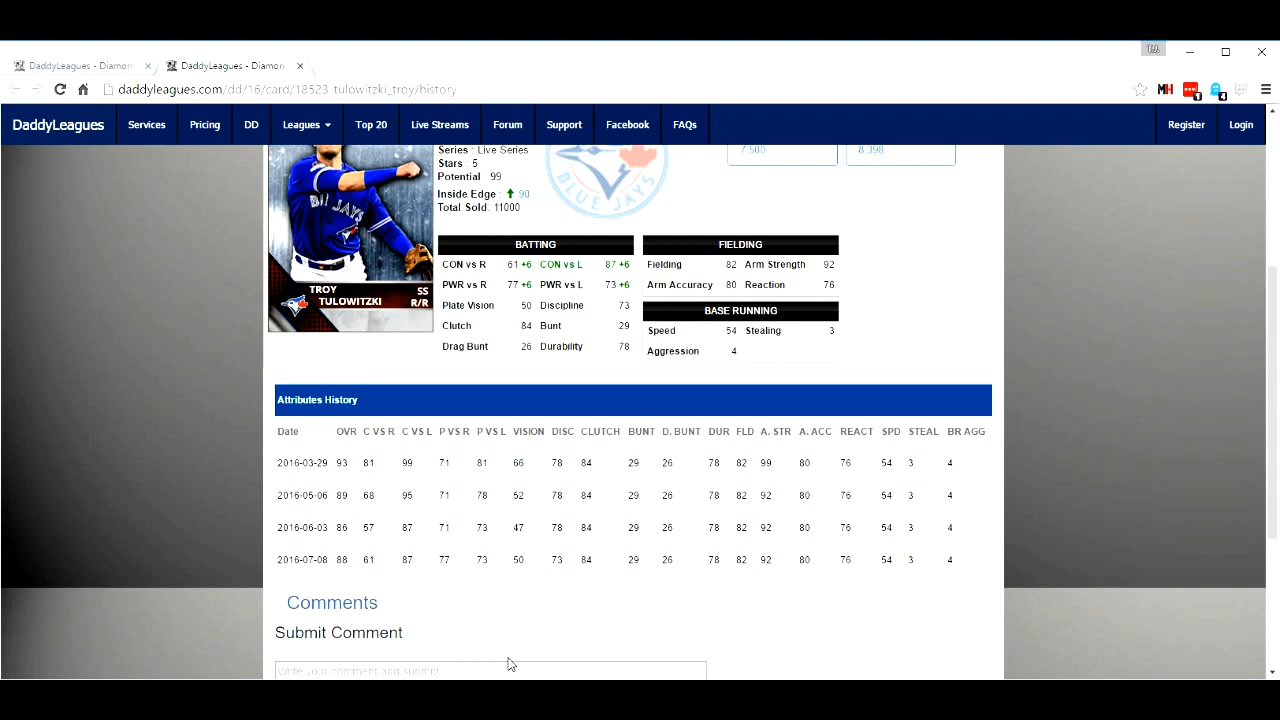 DaddyLeagues - Diamon
DaddyLeagues - Diamon
daddyleagues.com/dd/16/card/18523_tulowitzki_troy/history
DaddyLeagues Services Pricing DD Leagues Top 20 Live Streams Forum Support Facebook FAQs Register Login
Series : Live Series
Stars : 5
Potential 99
Inside Edge : 90
Total Sold: 11000
7 500
8 398
BLUE JAYS
BLUE JAYS
TROY SS
TULOWITZKI R/R
BATTING
CON vs R 61 +6 CON vs L 87 +6
PWR vs R 77 +6 PWR vs L 73 +6
Plate Vision 50 Discipline 73
Clutch 84 Bunt 29
Drag Bunt 26 Durability 78
FIELDING
Fielding 82 Arm Strength 92
Arm Accuracy 80 Reaction 76
BASE RUNNING
Speed 54 Stealing 3
Aggression 4
Attributes History
Date OVR C VS R C VS L P VS R P VS L VISION DISC CLUTCH BUNT D. BUNT DUR FLD A. STR A. ACC REACT SPD STEAL BR AGG
2016-03-29 93 81 99 71 81 66 78 84 29 26 78 82 99 80 76 54 3 4
2016-05-06 89 68 95 71 78 52 78 84 29 26 78 82 92 80 76 54 3 4
2016-06-03 86 57 87 71 73 47 78 84 29 26 78 82 92 80 76 54 3 4
2016-07-08 88 61 87 77 73 50 73 84 29 26 78 82 92 80 76 54 3 4
Comments
Submit Comment
Write your comment and submit!